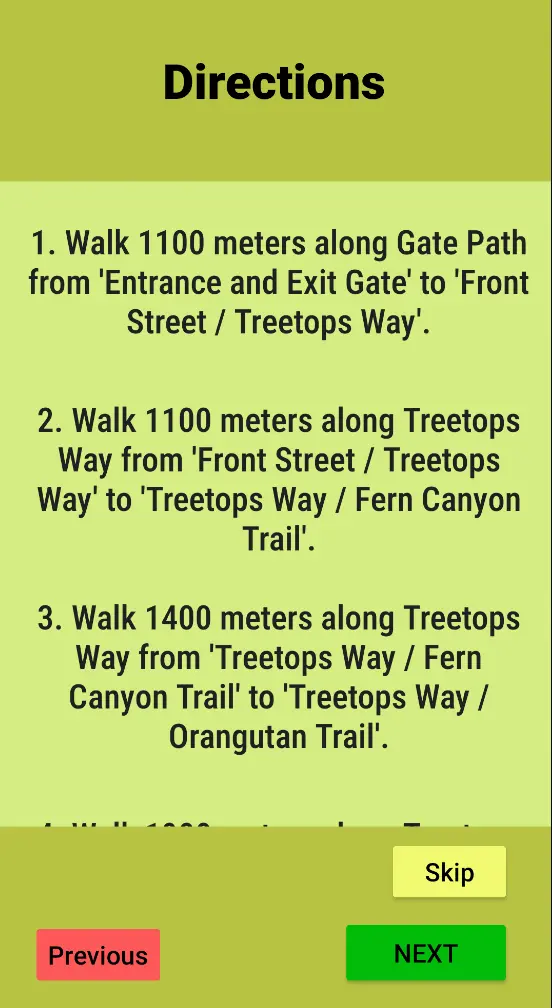 Directions
1. Walk 1100 meters along Gate Path
from 'Entrance and Exit Gate' to 'Front
Street / Treetops Way'.
2. Walk 1100 meters along Treetops
Way from 'Front Street / Treetops
Way' to 'Treetops Way / Fern Canyon
Trail'.
3. Walk 1400 meters along Treetops
Way from 'Treetops Way / Fern
Canyon Trail' to 'Treetops Way /
Orangutan Trail'.
Skip
Previous
NEXT